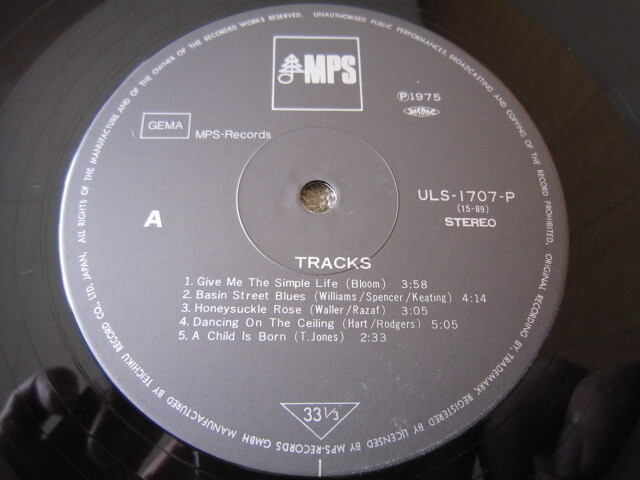 MPS
℗1975
GEMA
MPS-Records
ULS-1707-P
(15-89)
STEREO
A
TRACKS
1. Give Me The Simple Life (Bloom) 3:58
2. Basin Street Blues (Williams/Spencer/Keating) 4:14
3. Honeysuckle Rose (Waller/Razaf) 3:05
4. Dancing On The Ceiling (Hart/Rodgers) 5:05
5. A Child Is Born (T.Jones) 2:33
33 1/3
ALL RIGHTS OF THE MANUFACTURE AND OF THE OWNER OF THE RECORDED WORKS RESERVED. UNAUTHORISED PUBLIC PERFORMANCES, BROADCASTING AND COPYING OF THE RECORD PROHIBITED. ORIGINAL RECORDING BY TRADEMARK REGISTERED BY LICENSED BY MPS-RECORDS GMBH MANUFACTURED BY TEICHIKU RECORD CO., LTD. JAPAN.